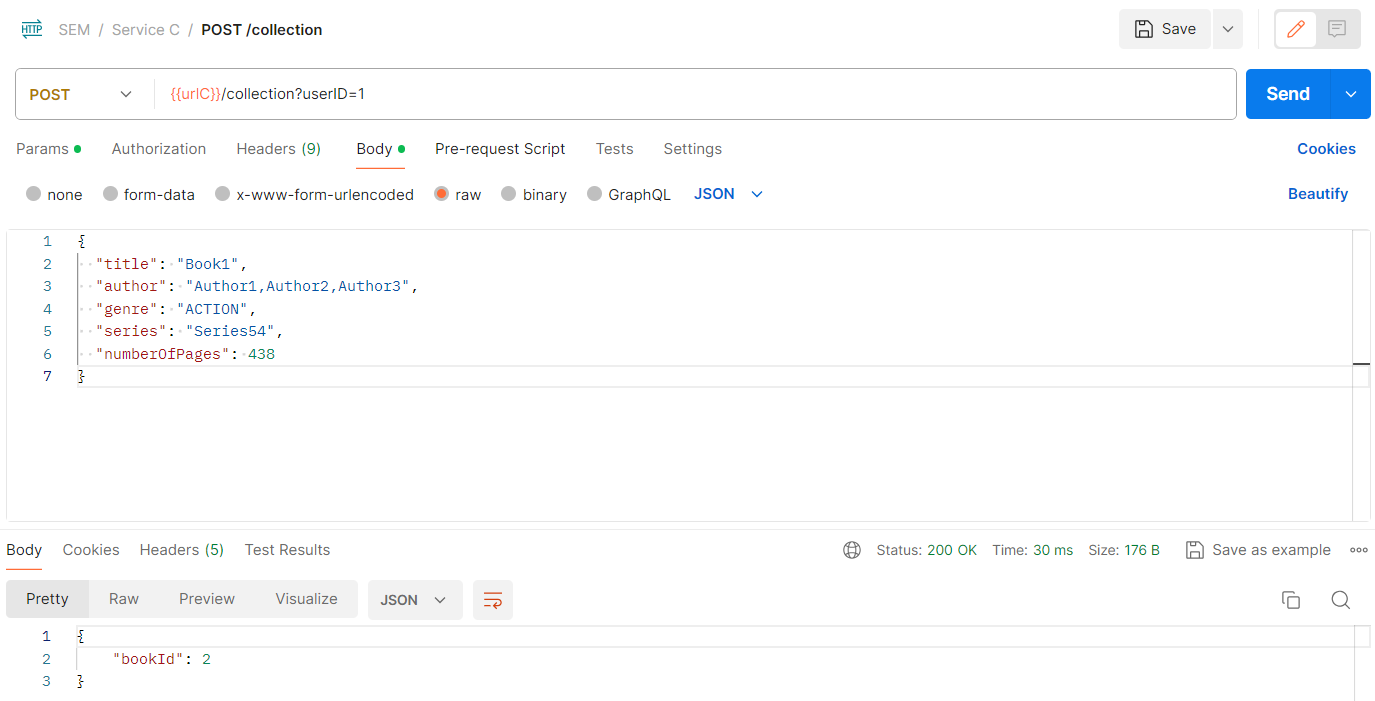 HTTP SEM / Service C / POST /collection Save
POST {{urlC}}/collection?userID=1 Send
Params Authorization Headers (9) Body Pre-request Script Tests Settings Cookies
none form-data x-www-form-urlencoded raw binary GraphQL JSON Beautify
1 {
2 "title": "Book1",
3 "author": "Author1,Author2,Author3",
4 "genre": "ACTION",
5 "series": "Series54",
6 "numberOfPages": 438
7 }
Body Cookies Headers (5) Test Results Status: 200 OK Time: 30 ms Size: 176 B Save as example
Pretty Raw Preview Visualize JSON
1 {
2 "bookId": 2
3 }